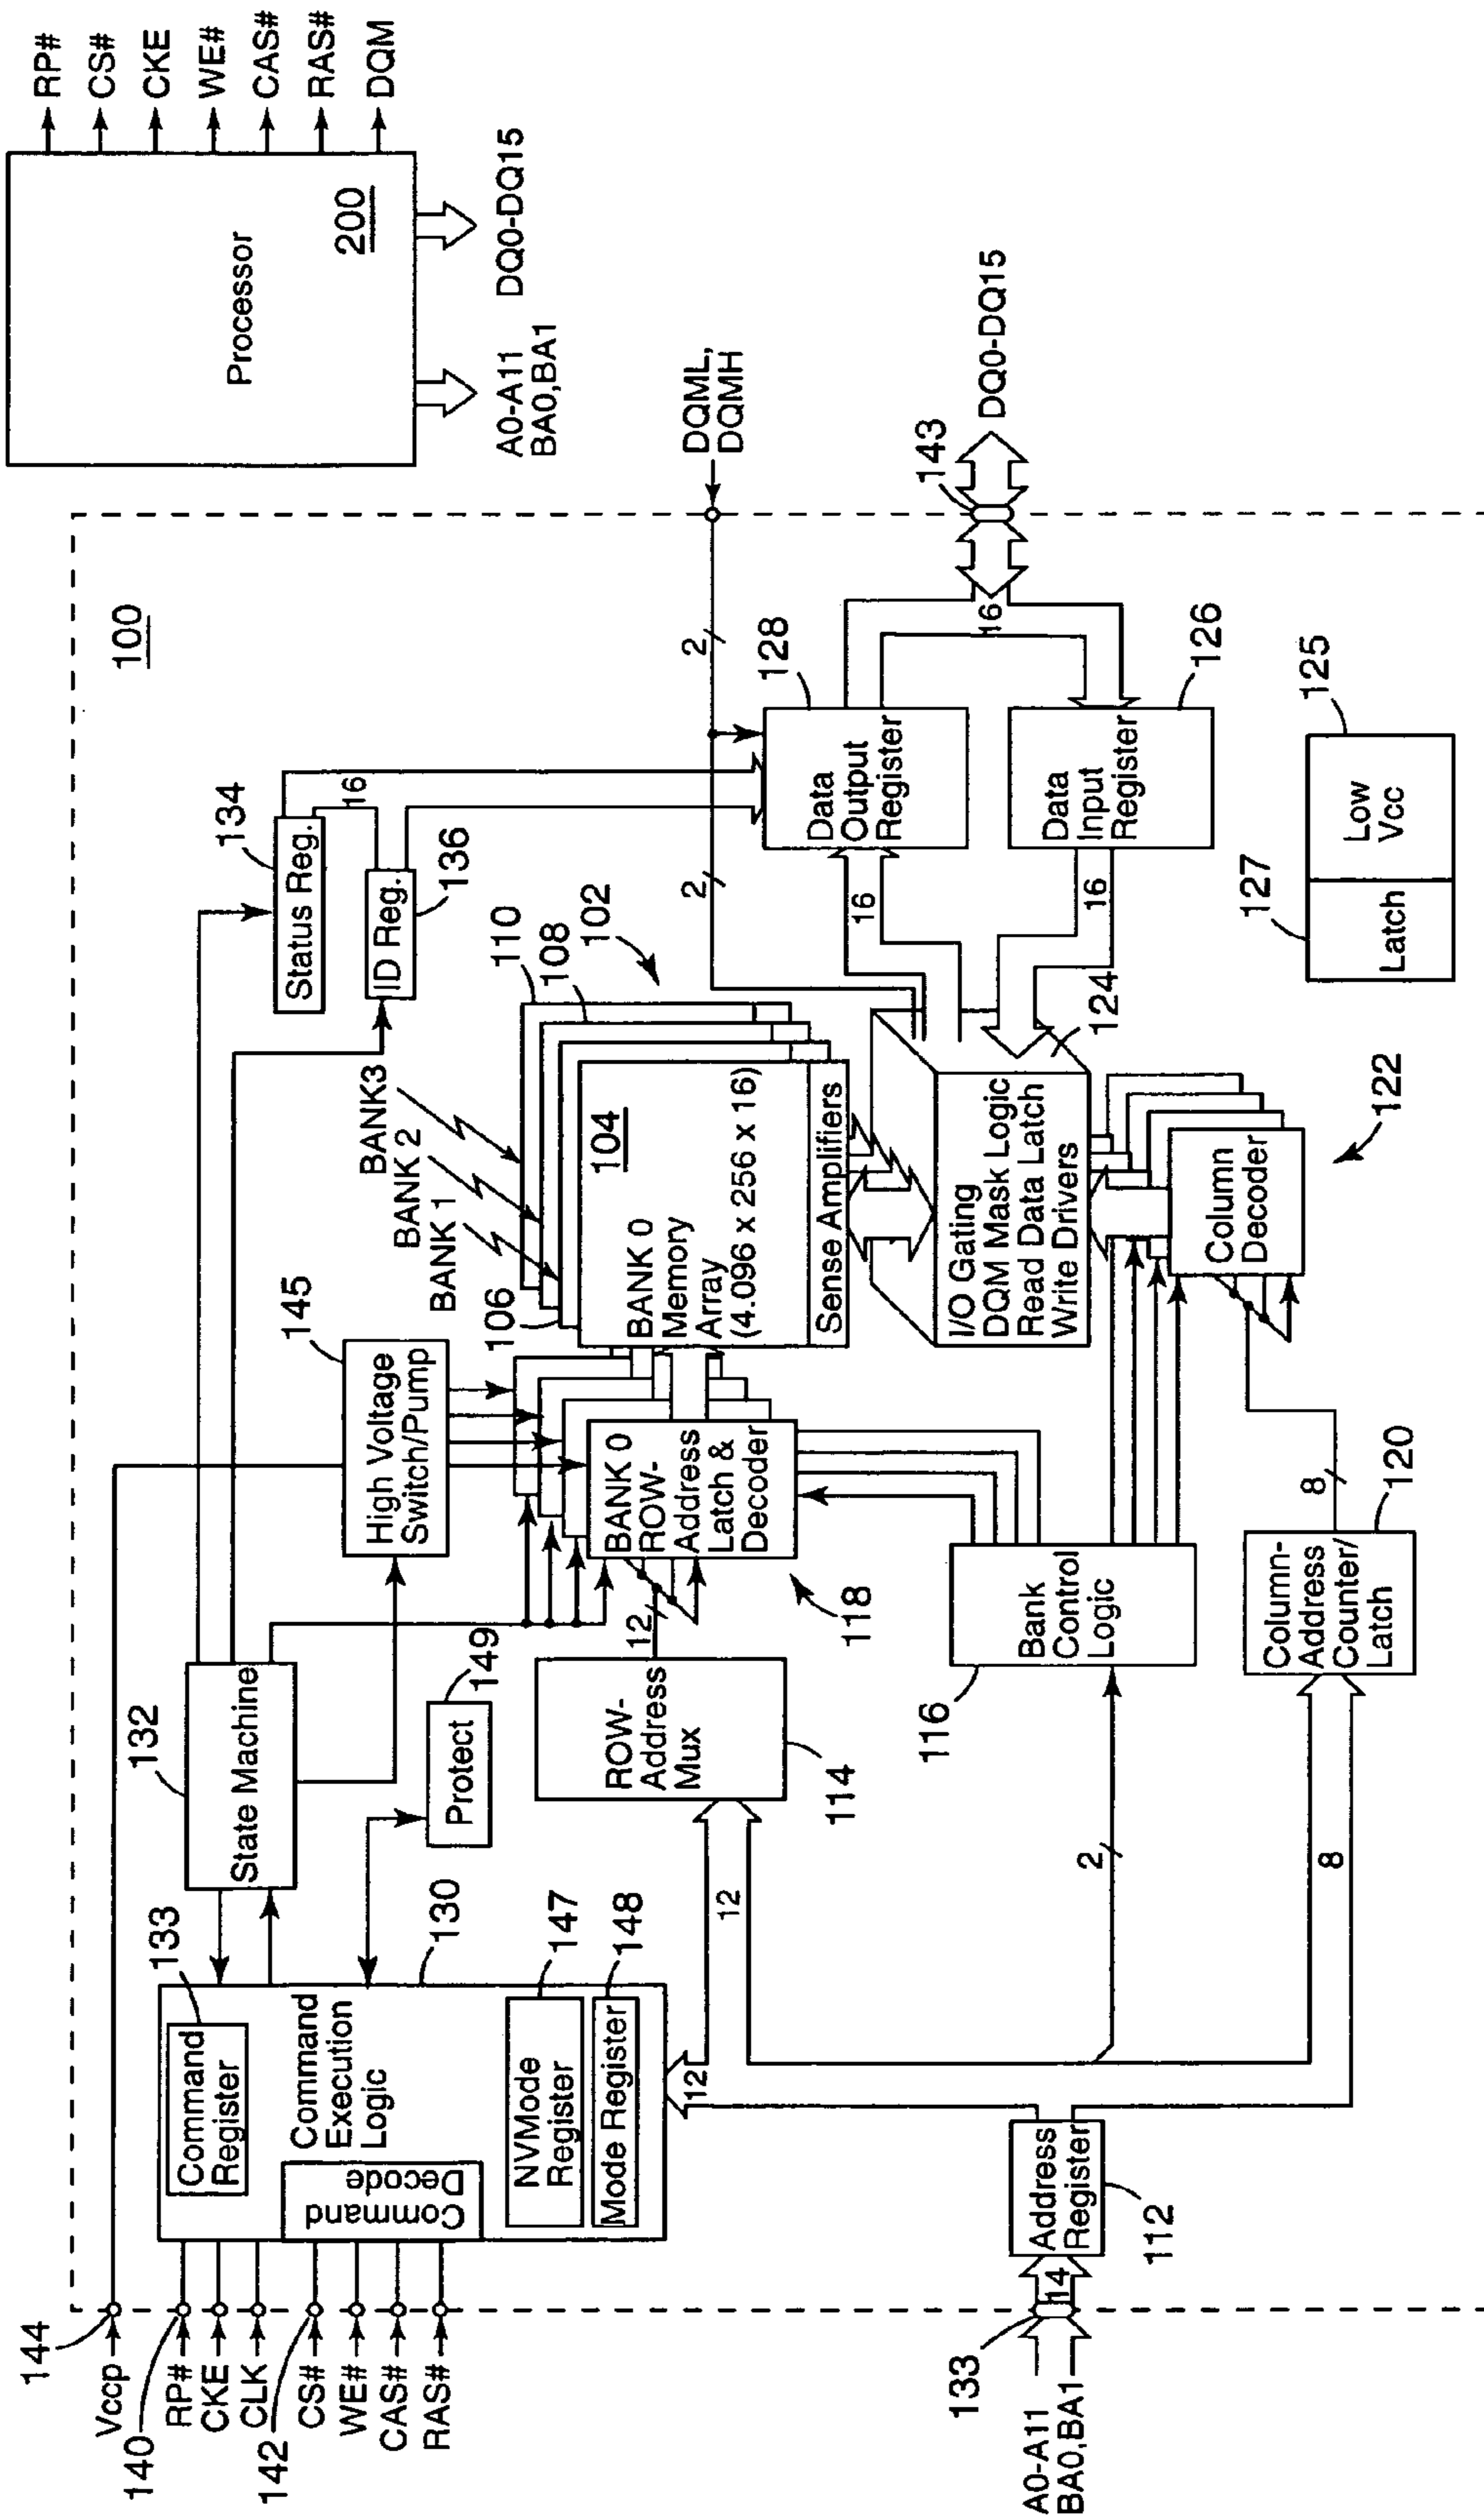 Processor
200
RP#
CS#
CKE
WE#
CAS#
RAS#
DQM
A0-A11
BA0,BA1
DQ0-DQ15
100
144
Vccp
140
RP#
CKE
CLK
142
CS#
WE#
CAS#
RAS#
133
Command
Register
Command
Execution
Logic
Command
Decode
NVMode
Register
Mode Register
130
147
148
132
State Machine
149
Protect
145
High Voltage
Switch/Pump
134
Status Reg.
16
ID Reg.
136
BANK3
BANK 2
BANK 1
110
108
102
106
104
BANK 0
Memory
Array
(4.096 x 256 x 16)
Sense Amplifiers
BANK 0
ROW-
Address
Latch &
Decoder
118
12
ROW-
Address
Mux
114
12
12
2
2
DQML,
DQMH
128
Data
Output
Register
16
16
143
DQ0-DQ15
Data
Input
Register
126
16
124
I/O Gating
DQM Mask Logic
Read Data Latch
Write Drivers
122
Column
Decoder
116
Bank
Control
Logic
2
Column-
Address
Counter/
Latch
120
8
8
133
A0-A11
BA0,BA1
14
Address
Register
112
127
Latch
Low
Vcc
125